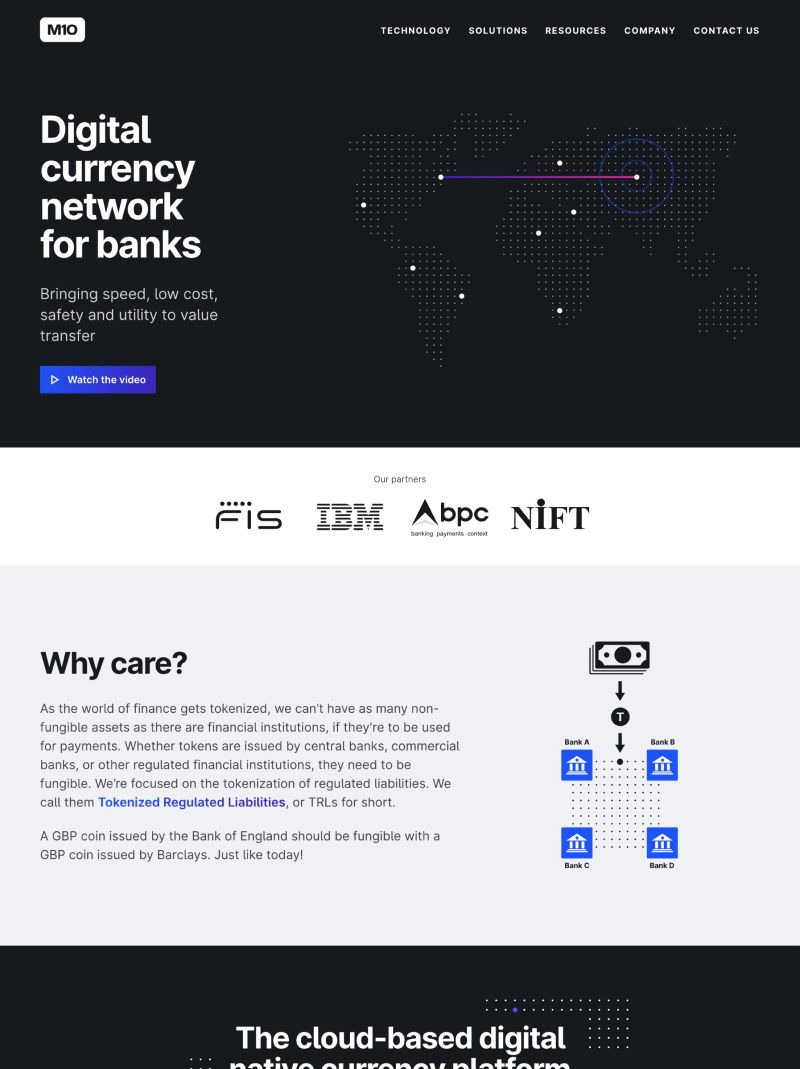 M10
TECHNOLOGY SOLUTIONS RESOURCES COMPANY CONTACT US
Digital
currency
network
for banks
Bringing speed, low cost,
safety and utility to value
transfer
Watch the video
Our partners
FIS
IBM
bpc
banking payments context
NIFT
Why care?
As the world of finance gets tokenized, we can’t have as many non-
fungible assets as there are financial institutions, if they're to be used
for payments. Whether tokens are issued by central banks, commercial
banks, or other regulated financial institutions, they need to be
fungible. We’re focused on the tokenization of regulated liabilities. We
call them Tokenized Regulated Liabilities, or TRLs for short.
A GBP coin issued by the Bank of England should be fungible with a
GBP coin issued by Barclays. Just like today!
T
Bank A
Bank B
Bank C
Bank D
The cloud-based digital
native currency platform